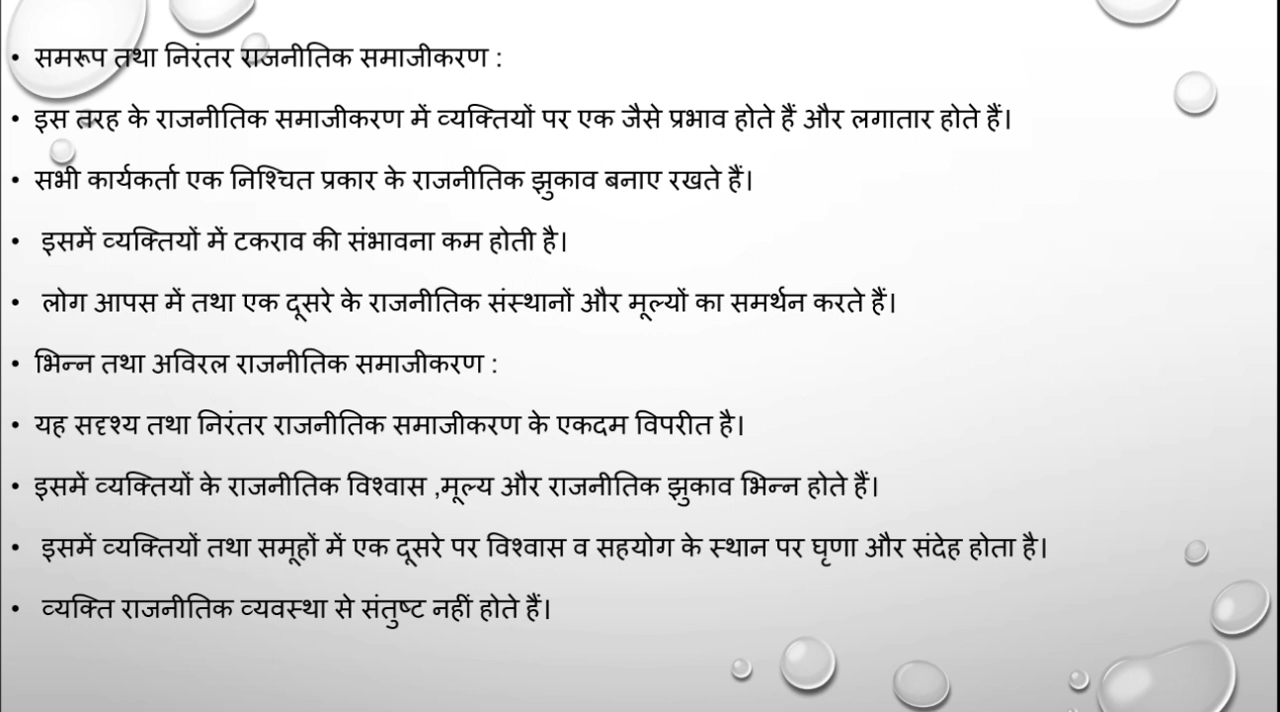 • समरूप तथा निरंतर राजनीतिक समाजीकरण :
• इस तरह के राजनीतिक समाजीकरण में व्यक्तियों पर एक जैसे प्रभाव होते हैं और लगातार होते हैं।
• सभी कार्यकर्ता एक निश्चित प्रकार के राजनीतिक झुकाव बनाए रखते हैं।
• इसमें व्यक्तियों में टकराव की संभावना कम होती है।
• लोग आपस में तथा एक दूसरे के राजनीतिक संस्थानों और मूल्यों का समर्थन करते हैं।
• भिन्न तथा अविरल राजनीतिक समाजीकरण :
• यह सदृश्य तथा निरंतर राजनीतिक समाजीकरण के एकदम विपरीत है।
• इसमें व्यक्तियों के राजनीतिक विश्वास ,मूल्य और राजनीतिक झुकाव भिन्न होते हैं।
• इसमें व्यक्तियों तथा समूहों में एक दूसरे पर विश्वास व सहयोग के स्थान पर घृणा और संदेह होता है।
• व्यक्ति राजनीतिक व्यवस्था से संतुष्ट नहीं होते हैं।